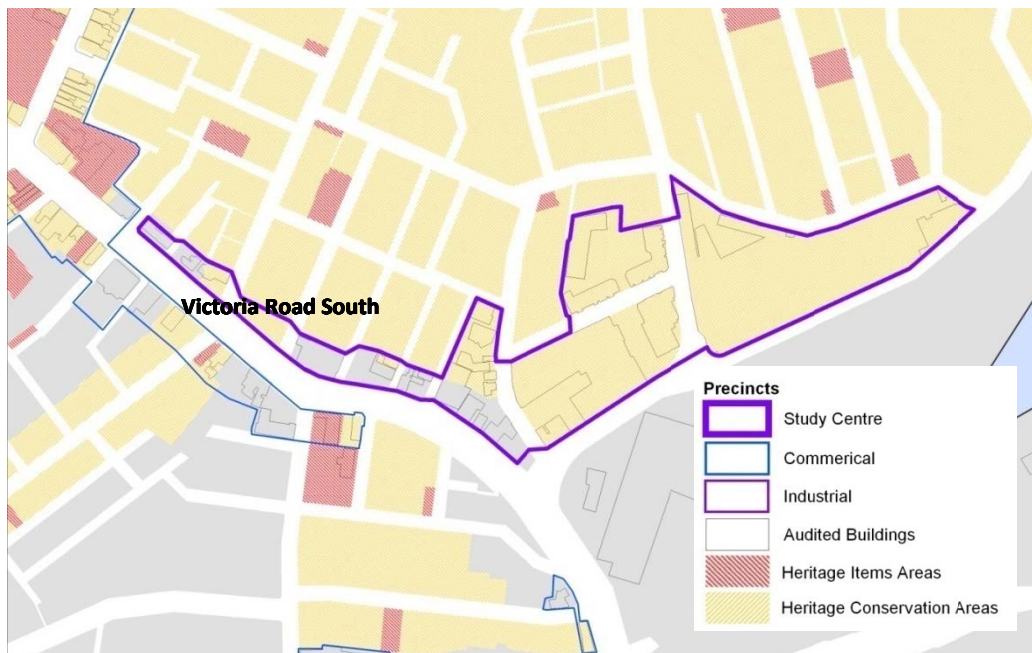 Victoria Road South
Precincts
Study Centre
Commerical
Industrial
Audited Buildings
Heritage Items Areas
Heritage Conservation Areas